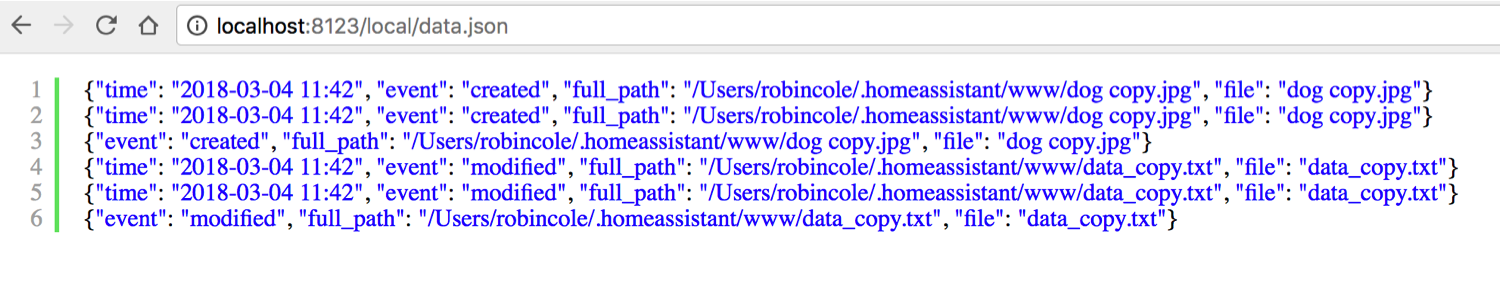 localhost:8123/local/data.json
1 {"time": "2018-03-04 11:42", "event": "created", "full_path": "/Users/robincole/.homeassistant/www/dog copy.jpg", "file": "dog copy.jpg"}
2 {"time": "2018-03-04 11:42", "event": "created", "full_path": "/Users/robincole/.homeassistant/www/dog copy.jpg", "file": "dog copy.jpg"}
3 {"event": "created", "full_path": "/Users/robincole/.homeassistant/www/dog copy.jpg", "file": "dog copy.jpg"}
4 {"time": "2018-03-04 11:42", "event": "modified", "full_path": "/Users/robincole/.homeassistant/www/data_copy.txt", "file": "data_copy.txt"}
5 {"time": "2018-03-04 11:42", "event": "modified", "full_path": "/Users/robincole/.homeassistant/www/data_copy.txt", "file": "data_copy.txt"}
6 {"event": "modified", "full_path": "/Users/robincole/.homeassistant/www/data_copy.txt", "file": "data_copy.txt"}